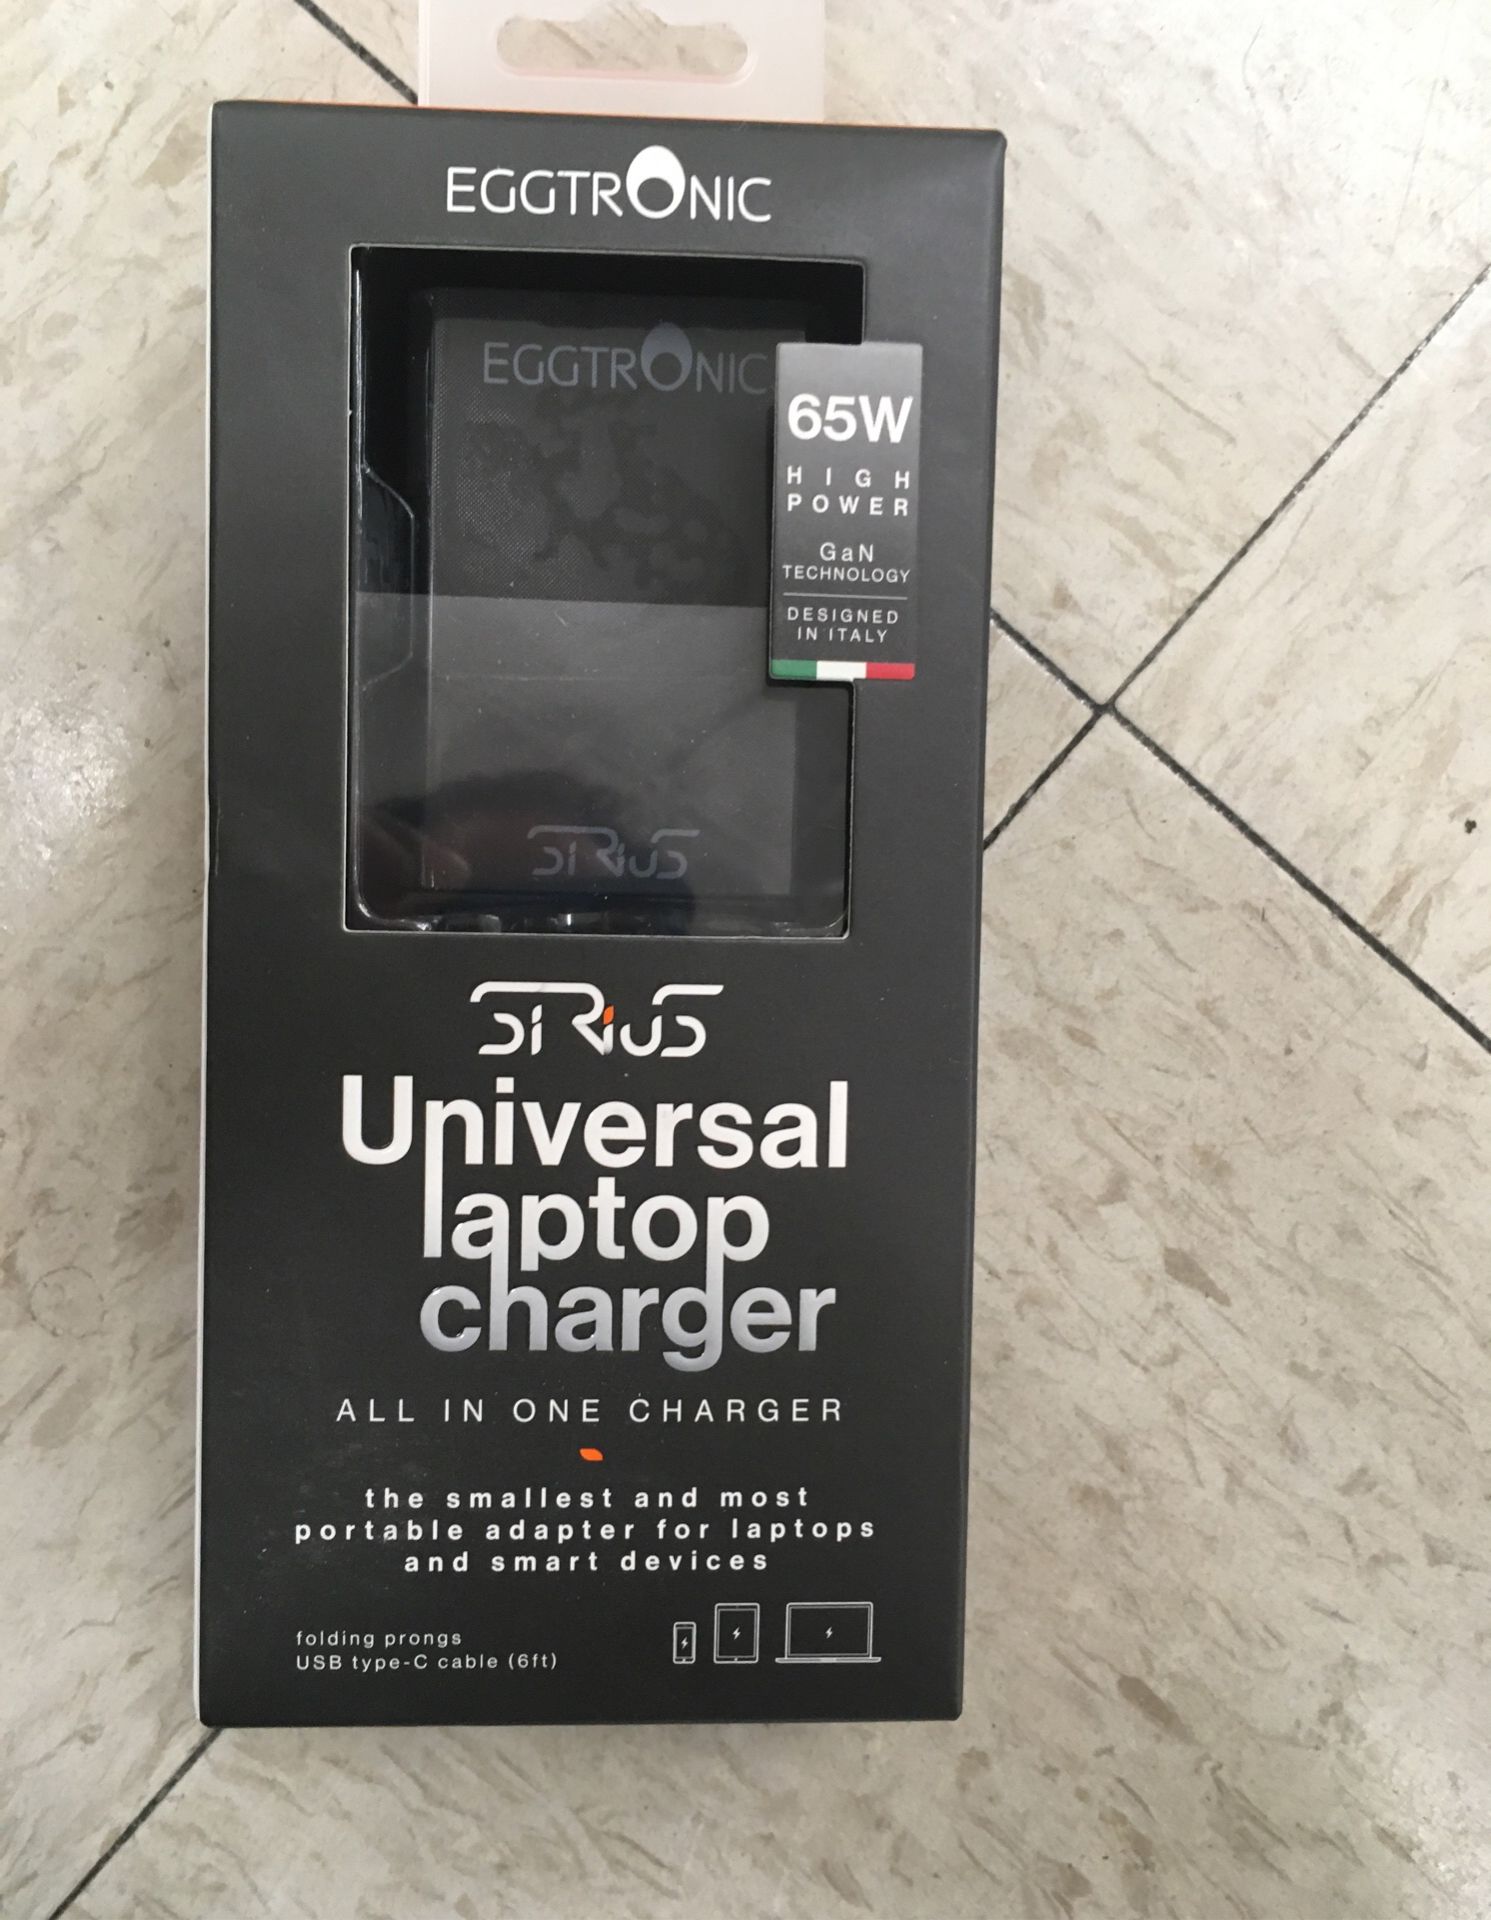 EGGTRONIC
EGGTRONIC
65W
HIGH
POWER
GaN
TECHNOLOGY
DESIGNED
IN ITALY
SIRIUS
SIRIUS
Universal
laptop
charger
ALL IN ONE CHARGER
the smallest and most
portable adapter for laptops
and smart devices
folding prongs
USB type-C cable (6ft)